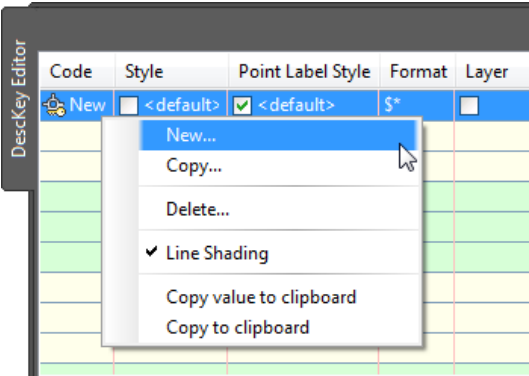 DescKey Editor
Code Style Point Label Style Format Layer
New <default> <default> $*
New...
Copy...
Delete...
Line Shading
Copy value to clipboard
Copy to clipboard